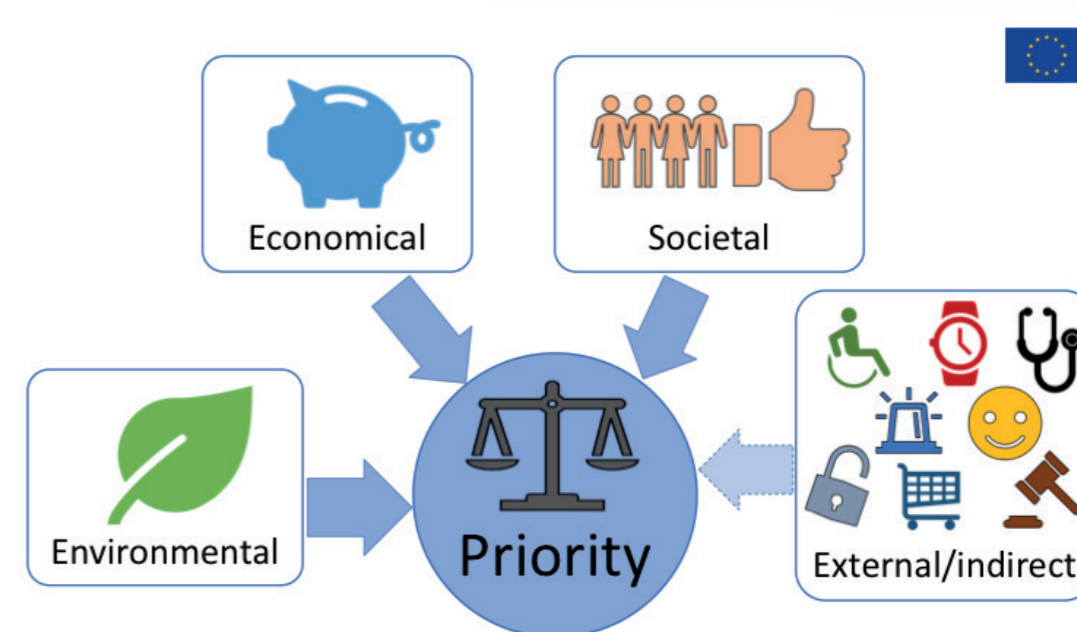 Economical
Societal
Environmental
Priority
External/indirect